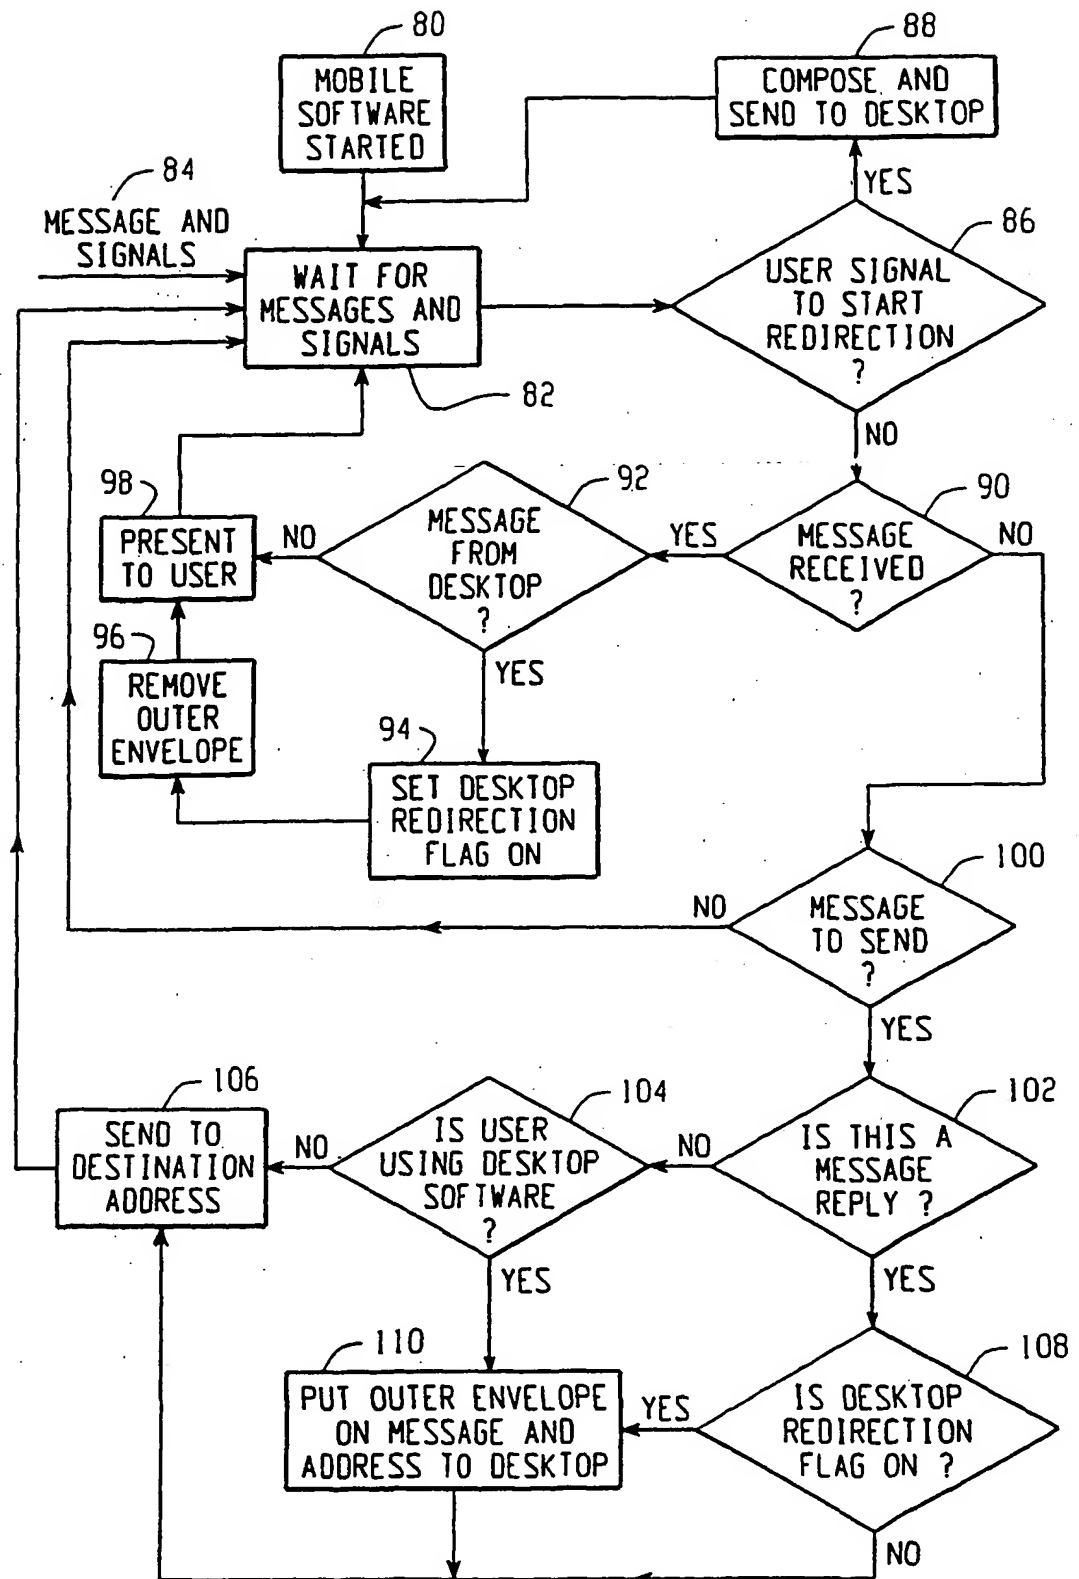 80
MOBILE
SOFTWARE
STARTED
88
COMPOSE AND
SEND TO DESKTOP
YES
84
MESSAGE AND
SIGNALS
WAIT FOR
MESSAGES AND
SIGNALS
82
86
USER SIGNAL
TO START
REDIRECTION
?
NO
98
PRESENT
TO USER
NO
92
MESSAGE
FROM
DESKTOP
?
YES
90
MESSAGE
RECEIVED
?
NO
YES
96
REMOVE
OUTER
ENVELOPE
94
SET DESKTOP
REDIRECTION
FLAG ON
100
NO
MESSAGE
TO SEND
?
YES
106
SEND TO
DESTINATION
ADDRESS
NO
104
IS USER
USING DESKTOP
SOFTWARE
?
NO
102
IS THIS A
MESSAGE
REPLY ?
YES
YES
110
PUT OUTER ENVELOPE
ON MESSAGE AND
ADDRESS TO DESKTOP
YES
108
IS DESKTOP
REDIRECTION
FLAG ON ?
NO